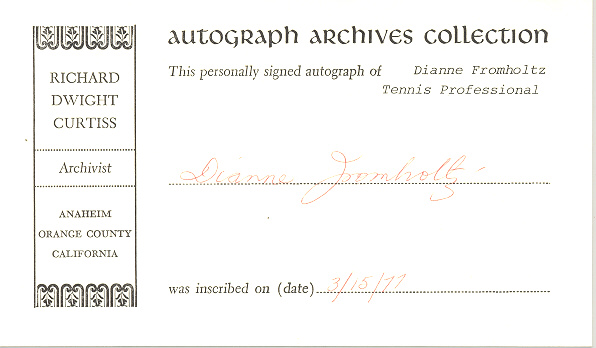 RICHARD
DWIGHT
CURTISS
Archivist
ANAHEIM
ORANGE COUNTY
CALIFORNIA
AUTOGRAPH ARCHIVES COLLECTION
This personally signed autograph of Dianne Fromholtz
Tennis Professional
Dianne Fromholtz
was inscribed on (date) 3/15/77